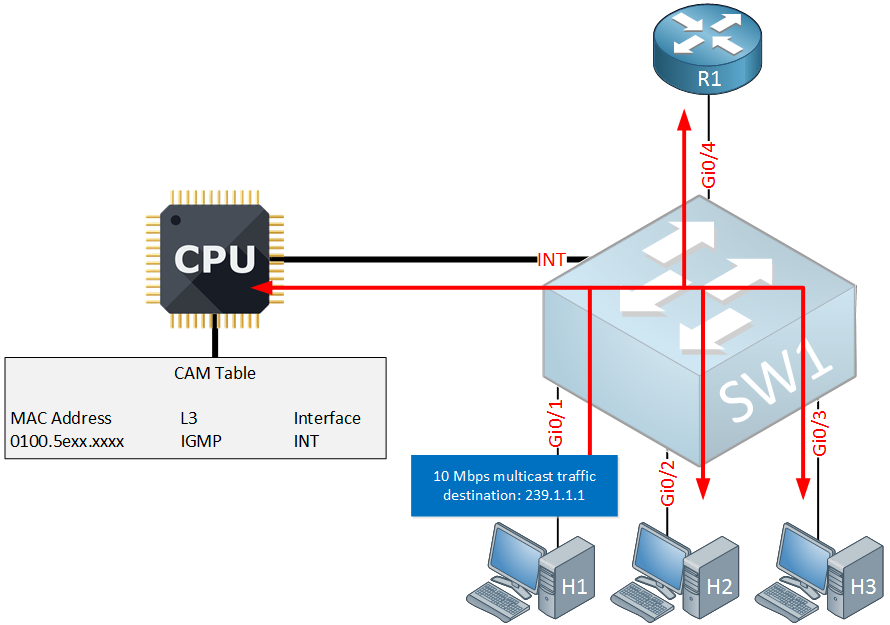 R1
Gi0/4
CPU
INT
SW1
CAM Table
MAC Address L3 Interface
0100.5exx.xxxx IGMP INT
Gi0/1
Gi0/2
Gi0/3
10 Mbps multicast traffic
destination: 239.1.1.1
H1
H2
H3